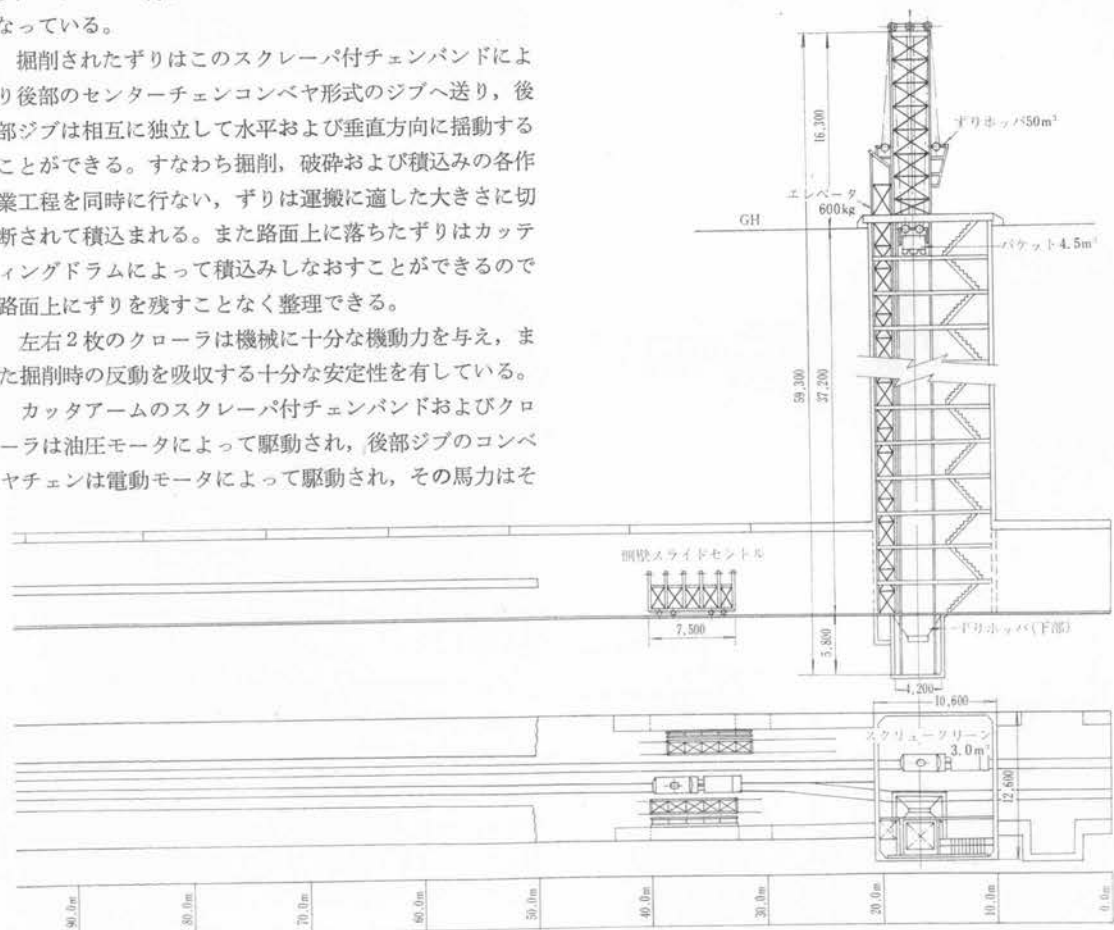 なっている。
掘削されたずりはこのスクレーパ付チェンバンドによ
り後部のセンターチェンコンベヤ形式のジブへ送り，後
部ジブは相互に独立して水平および垂直方向に揺動する
ことができる。すなわち掘削，破砕および積込みの各作
業工程を同時に行ない，ずりは運搬に適した大きさに切
断されて積込まれる。また路面上に落ちたずりはカッテ
ィングドラムによって積込みしなおすことができるので
路面上にずりを残すことなく整理できる。
左右2枚のクローラは機械に十分な機動力を与え，ま
た掘削時の反動を吸収する十分な安定性を有している。
カッタアームのスクレーパ付チェンバンドおよびクロ
ーラは油圧モータによって駆動され，後部ジブのコンベ
ヤチェンは電動モータによって駆動され，その馬力はそ
16,300
ずりホッパ50m³
エレベータ
600kg
GH
バケット4.5m³
59,300
37,200
側壁スライドセントル
7,500
5,800
ずりホッパ(下部)
4,200
10,600
スクリュークリーン
3.0m³
12,600
90.0m
80.0m
70.0m
60.0m
50.0m
40.0m
30.0m
20.0m
10.0m
0.0m